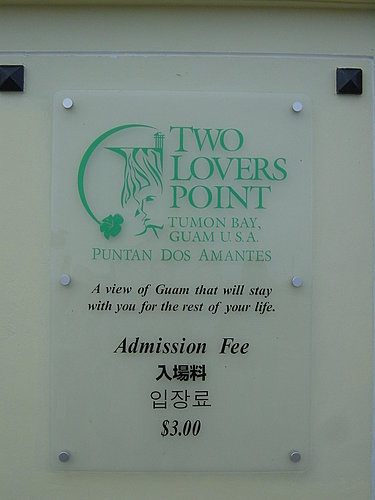 TWO
LOVERS
POINT
TUMON BAY,
GUAM U.S.A.
PUNTAN DOS AMANTES
A view of Guam that will stay
with you for the rest of your life.
Admission Fee
入場料
입장료
$3.00